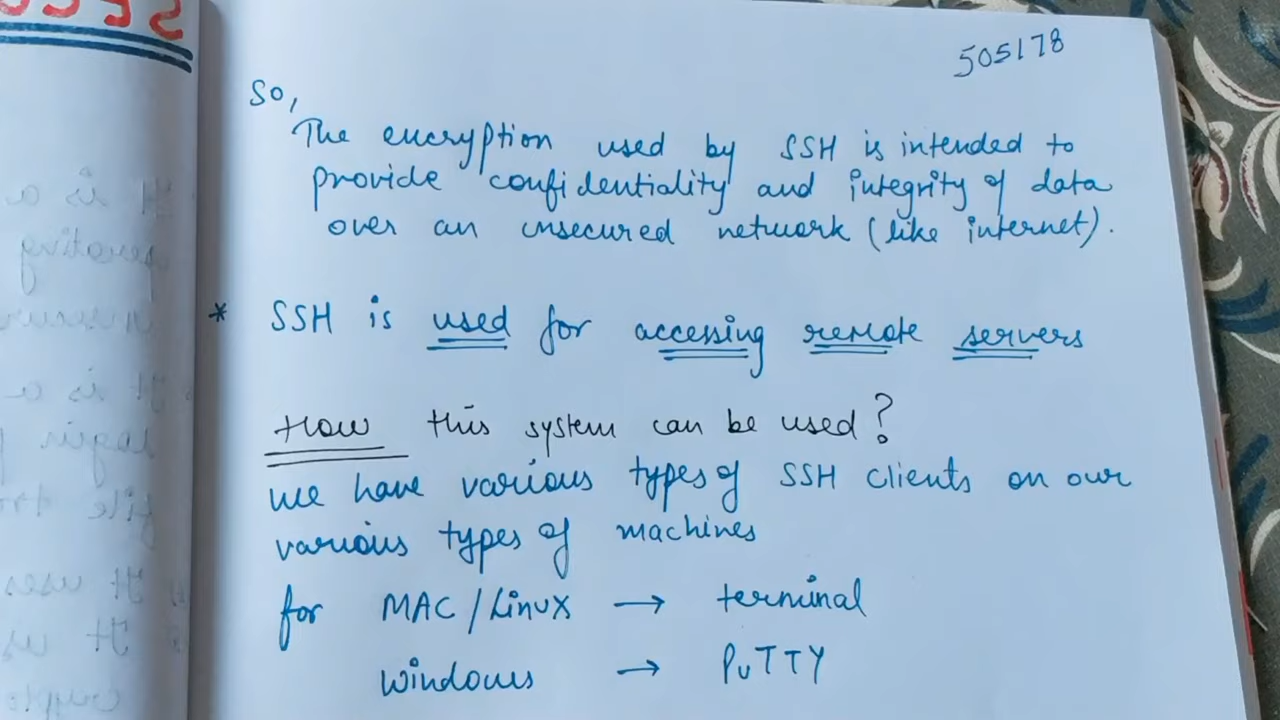 505178
So,
The encryption used by SSH is intended to
provide confidentiality and integrity of data
over an unsecured network (like internet).
* SSH is used for accessing remote servers
How this system can be used?
we have various types of SSH clients on our
various types of machines
for MAC/Linux → terminal
windows → PuTTY